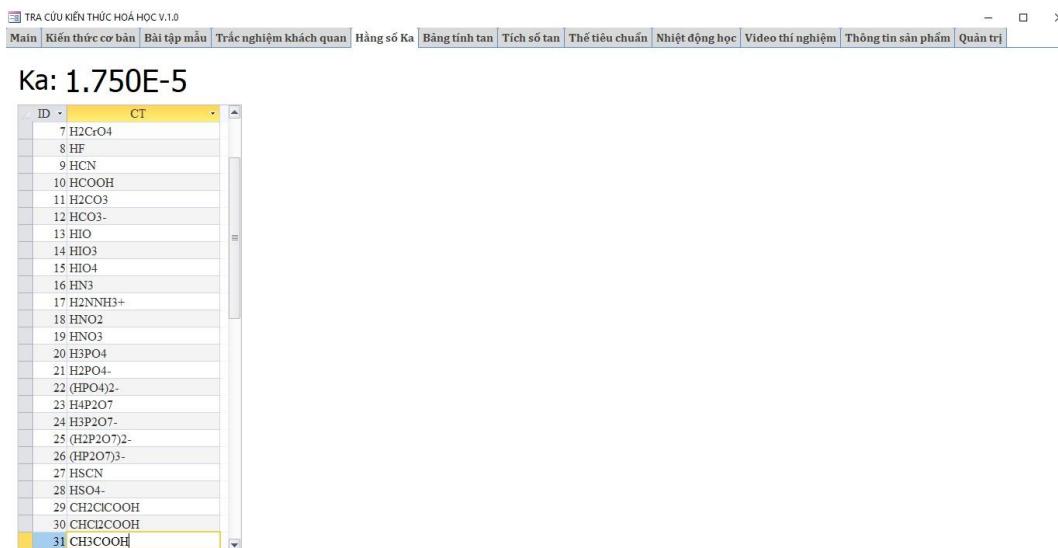 TRA CỨU KIẾN THỨC HOÁ HỌC V.1.0
Main Kiến thức cơ bản Bài tập mẫu Trắc nghiệm khách quan Hằng số Ka Bảng tính tan Tích số tan Thế tiêu chuẩn Nhiệt động học Video thí nghiệm Thông tin sản phẩm Quản trị
Ka: 1.750E-5
ID CT
7 H2CrO4
8 HF
9 HCN
10 HCOOH
11 H2CO3
12 HCO3-
13 HIO
14 HIO3
15 HIO4
16 HN3
17 H2NNH3+
18 HNO2
19 HNO3
20 H3PO4
21 H2PO4-
22 (HPO4)2-
23 H4P2O7
24 H3P2O7-
25 (H2P2O7)2-
26 (HP2O7)3-
27 HSCN
28 HSO4-
29 CH2ClCOOH
30 CHCl2COOH
31 CH3COOH